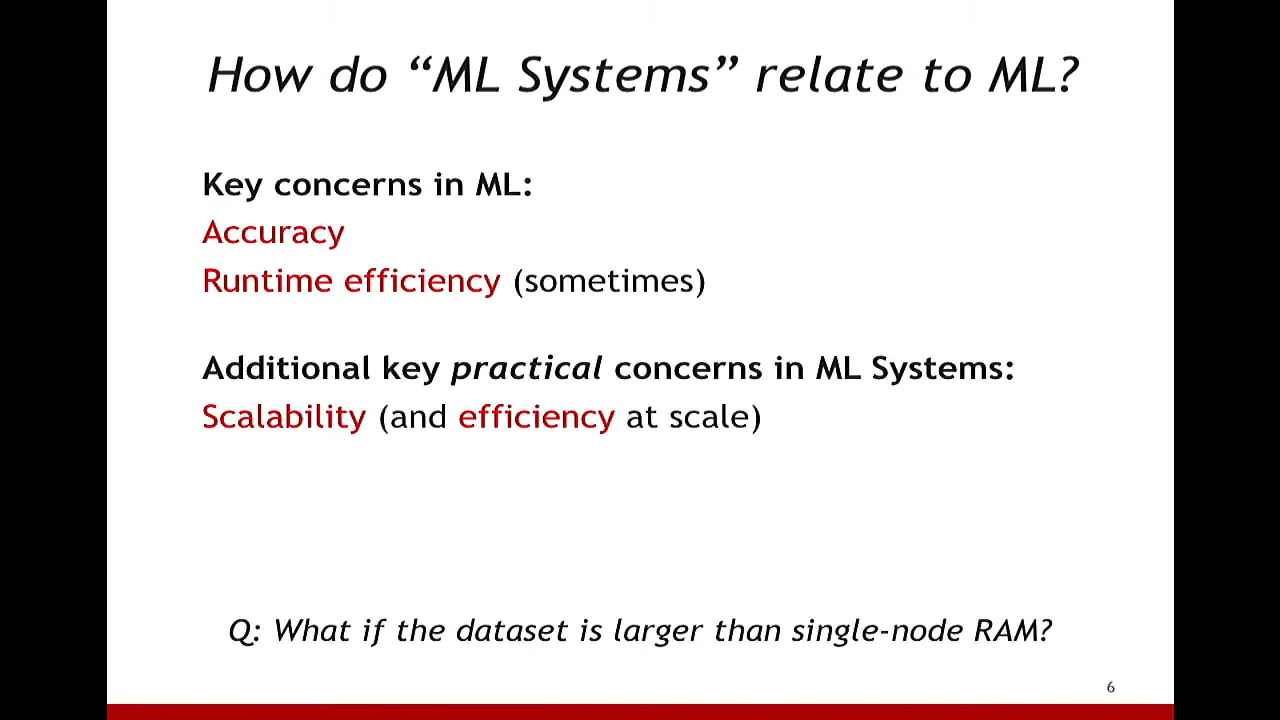 How do “ML Systems” relate to ML?
Key concerns in ML:
Accuracy
Runtime efficiency (sometimes)
Additional key practical concerns in ML Systems:
Scalability (and efficiency at scale)
Q: What if the dataset is larger than single-node RAM?
6